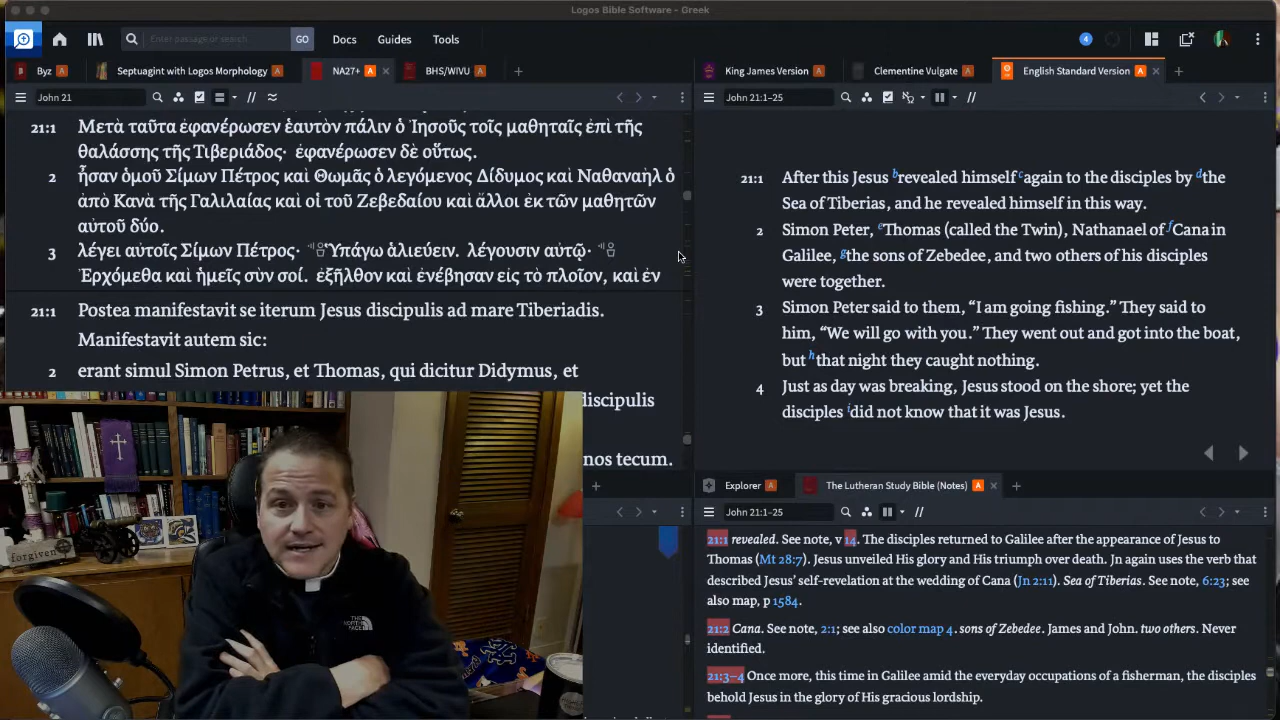 Logos Bible Software - Greek
Enter passage or search
GO
Docs
Guides
Tools
4
Byz A
Septuagint with Logos Morphology A
NA27+ A
BHS/WIVU A
John 21
21:1 Μετὰ ταῦτα ἐφανέρωσεν ἑαυτὸν πάλιν ὁ Ἰησοῦς τοῖς μαθηταῖς ἐπὶ τῆς
θαλάσσης τῆς Τιβεριάδος· ἐφανέρωσεν δὲ οὕτως.
2 ἦσαν ὁμοῦ Σίμων Πέτρος καὶ Θωμᾶς ὁ λεγόμενος Δίδυμος καὶ Ναθαναὴλ ὁ
ἀπὸ Κανὰ τῆς Γαλιλαίας καὶ οἱ τοῦ Ζεβεδαίου καὶ ἄλλοι ἐκ τῶν μαθητῶν
αὐτοῦ δύο.
3 λέγει αὐτοῖς Σίμων Πέτρος· Ὑπάγω ἁλιεύειν. λέγουσιν αὐτῷ·
Ἐρχόμεθα καὶ ἡμεῖς σὺν σοί. ἐξῆλθον καὶ ἐνέβησαν εἰς τὸ πλοῖον, καὶ ἐν
21:1 Postea manifestavit se iterum Jesus discipulis ad mare Tiberiadis.
Manifestavit autem sic:
2 erant simul Simon Petrus, et Thomas, qui dicitur Didymus, et
discipulis
nos tecum.
King James Version A
Clementine Vulgate A
English Standard Version A
John 21:1–25
21:1 After this Jesus b revealed himself c again to the disciples by d the
Sea of Tiberias, and he revealed himself in this way.
2 Simon Peter, e Thomas (called the Twin), Nathanael of f Cana in
Galilee, g the sons of Zebedee, and two others of his disciples
were together.
3 Simon Peter said to them, “I am going fishing.” They said to
him, “We will go with you.” They went out and got into the boat,
but h that night they caught nothing.
4 Just as day was breaking, Jesus stood on the shore; yet the
disciples i did not know that it was Jesus.
Explorer A
The Lutheran Study Bible (Notes) A
John 21:1–25
21:1 revealed. See note, v 14. The disciples returned to Galilee after the appearance of Jesus to
Thomas (Mt 28:7). Jesus unveiled His glory and His triumph over death. Jn again uses the verb that
described Jesus’ self-revelation at the wedding of Cana (Jn 2:11). Sea of Tiberias. See note, 6:23; see
also map, p 1584.
21:2 Cana. See note, 2:1; see also color map 4. sons of Zebedee. James and John. two others. Never
identified.
21:3–4 Once more, this time in Galilee amid the everyday occupations of a fisherman, the disciples
behold Jesus in the glory of His gracious lordship.
forgiven
THE NORTH FACE